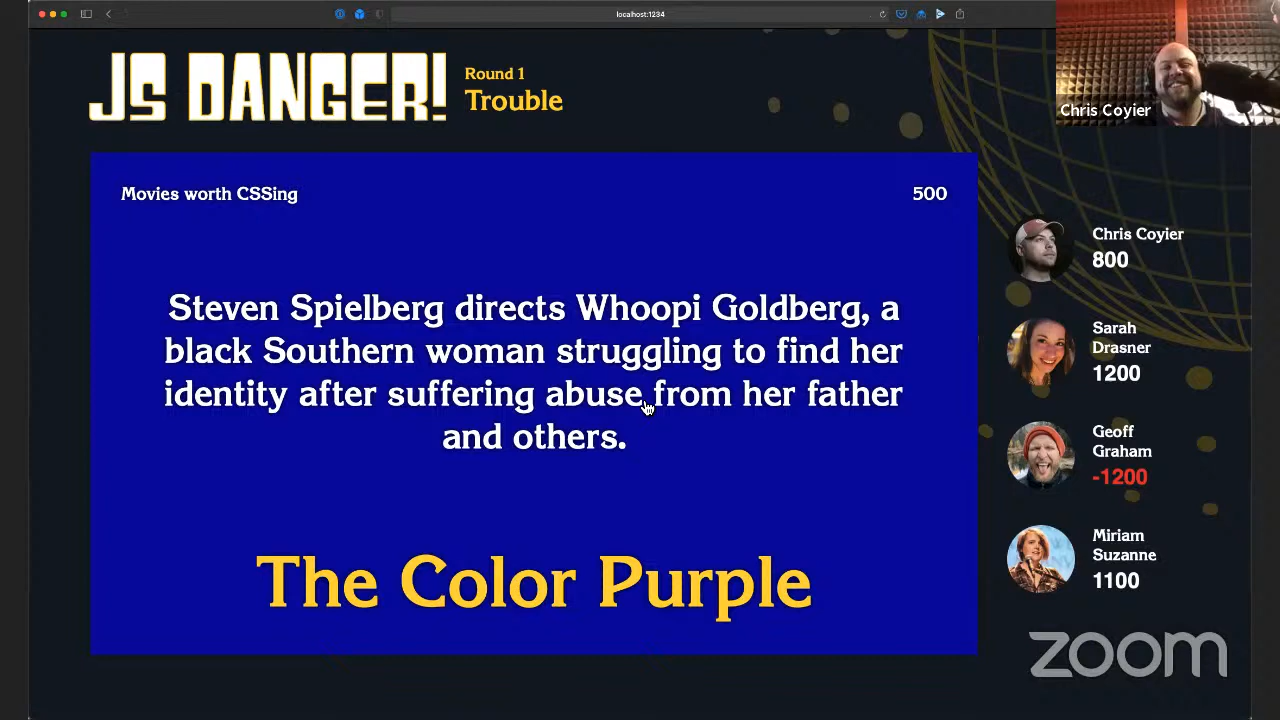 localhost:1234
JS DANGER!
Round 1
Trouble
Chris Coyier
Movies worth CSSing
500
Steven Spielberg directs Whoopi Goldberg, a
black Southern woman struggling to find her
identity after suffering abuse from her father
and others.
The Color Purple
Chris Coyier
800
Sarah
Drasner
1200
Geoff
Graham
-1200
Miriam
Suzanne
1100
zoom